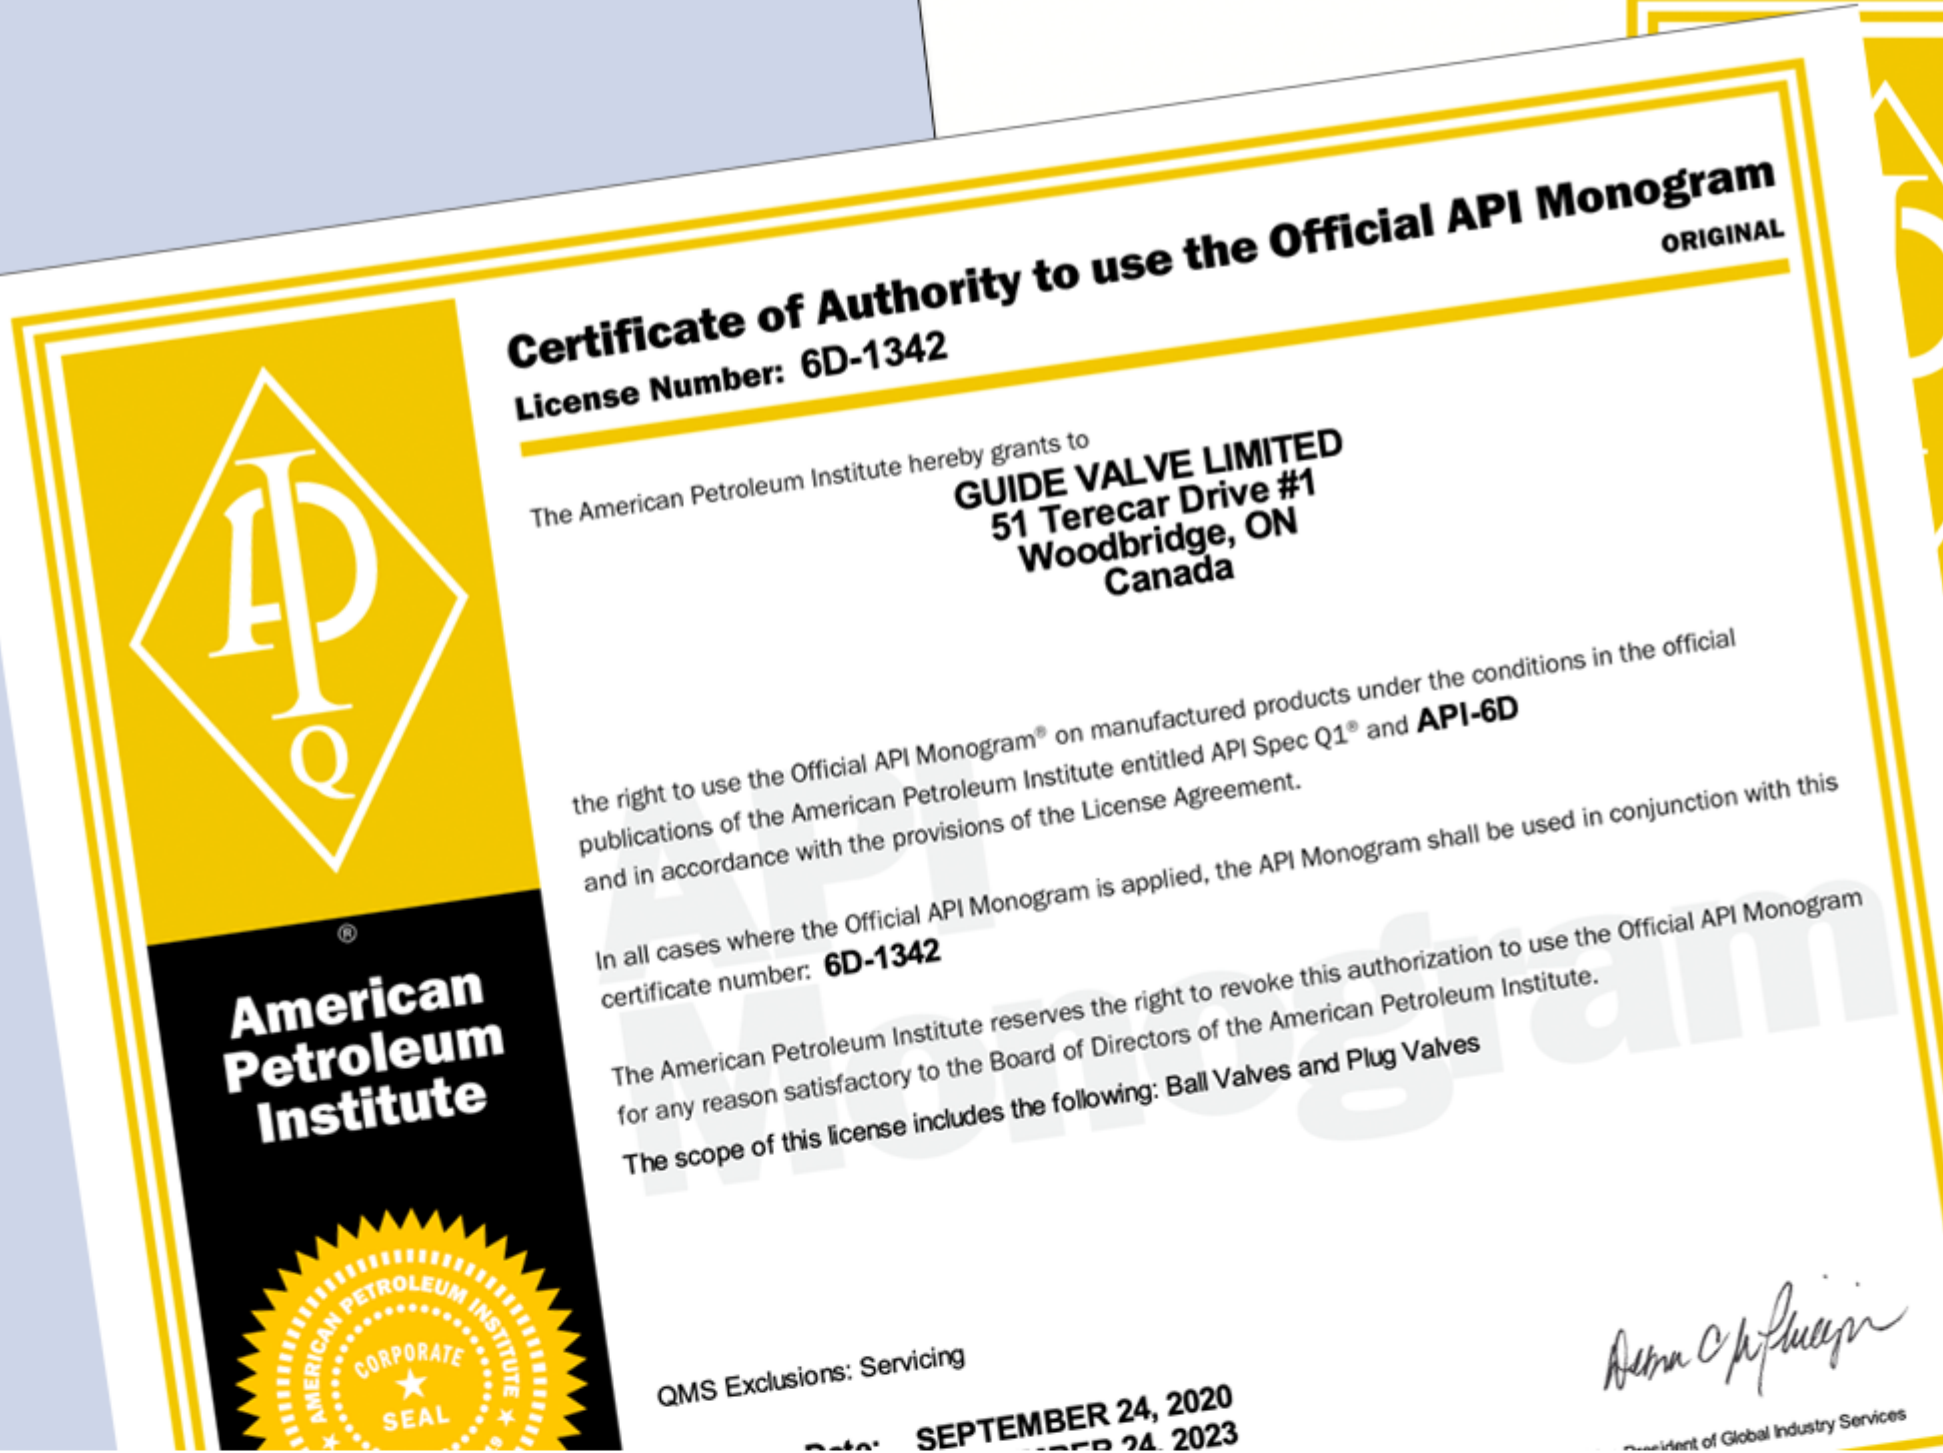 Certificate of Authority to use the Official API Monogram
ORIGINAL
License Number: 6D-1342
The American Petroleum Institute hereby grants to
GUIDE VALVE LIMITED
51 Terecar Drive #1
Woodbridge, ON
Canada
the right to use the Official API Monogram® on manufactured products under the conditions in the official
publications of the American Petroleum Institute entitled API Spec Q1® and API-6D
and in accordance with the provisions of the License Agreement.
In all cases where the Official API Monogram is applied, the API Monogram shall be used in conjunction with this
certificate number: 6D-1342
The American Petroleum Institute reserves the right to revoke this authorization to use the Official API Monogram
for any reason satisfactory to the Board of Directors of the American Petroleum Institute.
The scope of this license includes the following: Ball Valves and Plug Valves
API
Monogram
QMS Exclusions: Servicing
Date: SEPTEMBER 24, 2020
24, 2023
President of Global Industry Services
API
Q
®
American
Petroleum
Institute
AMERICAN PETROLEUM INSTITUTE
CORPORATE
SEAL